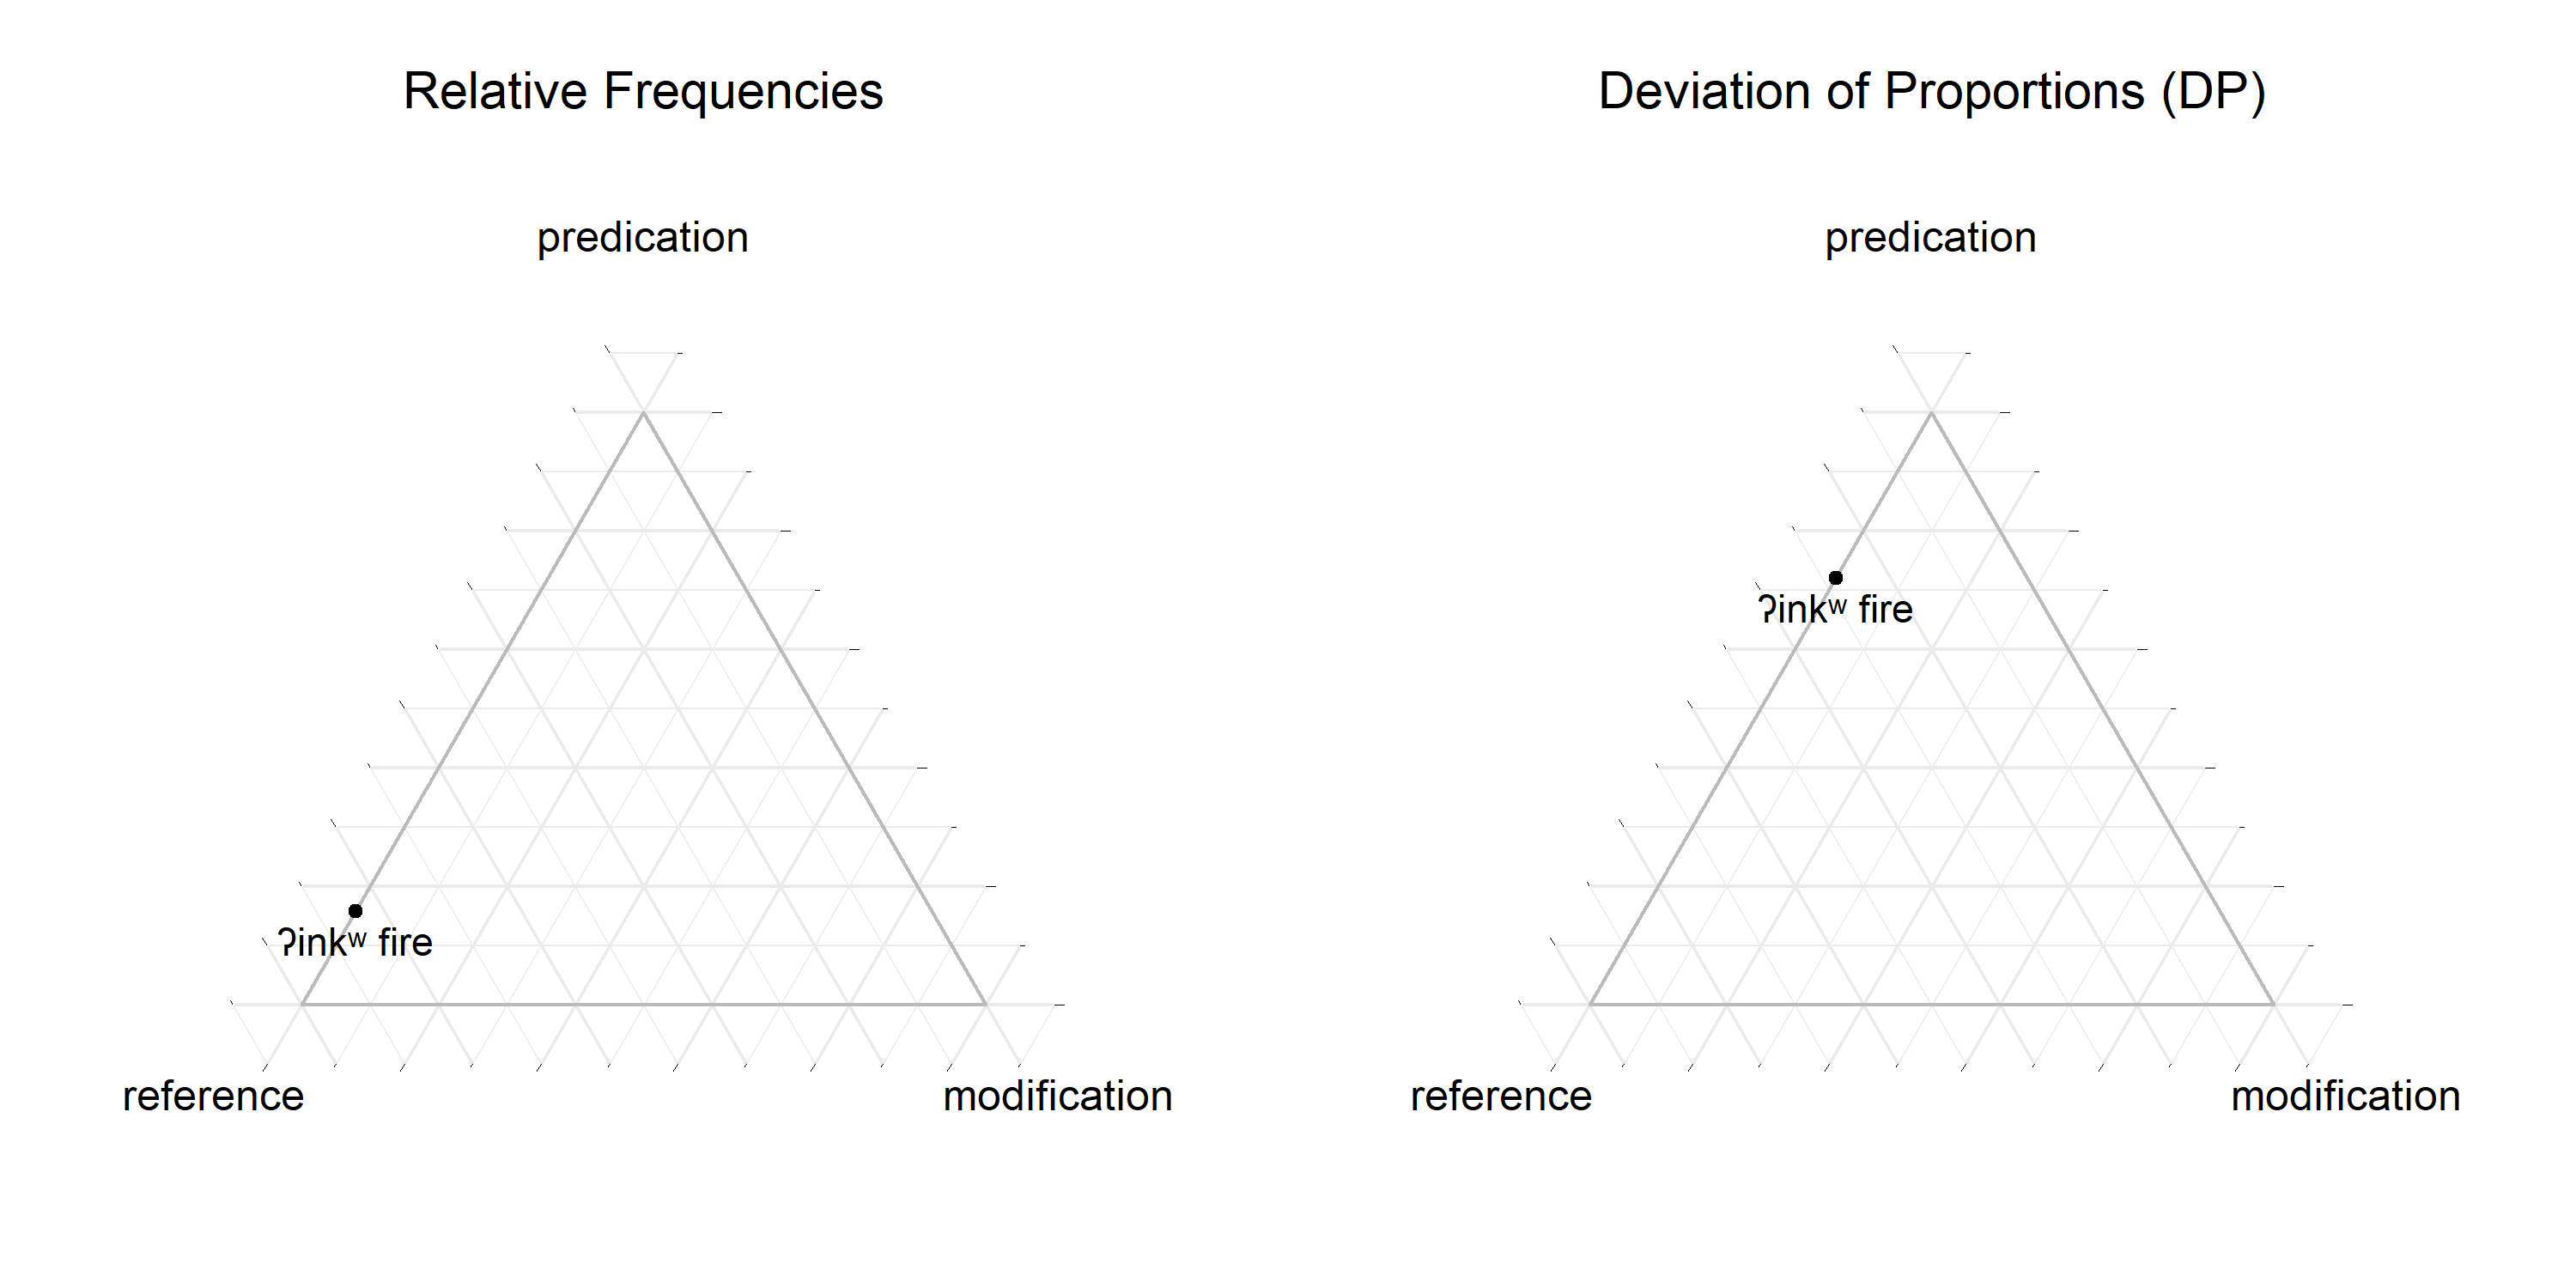 Relative Frequencies
predication
ʔinkʷ fire
reference
modification
Deviation of Proportions (DP)
predication
ʔinkʷ fire
reference
modification